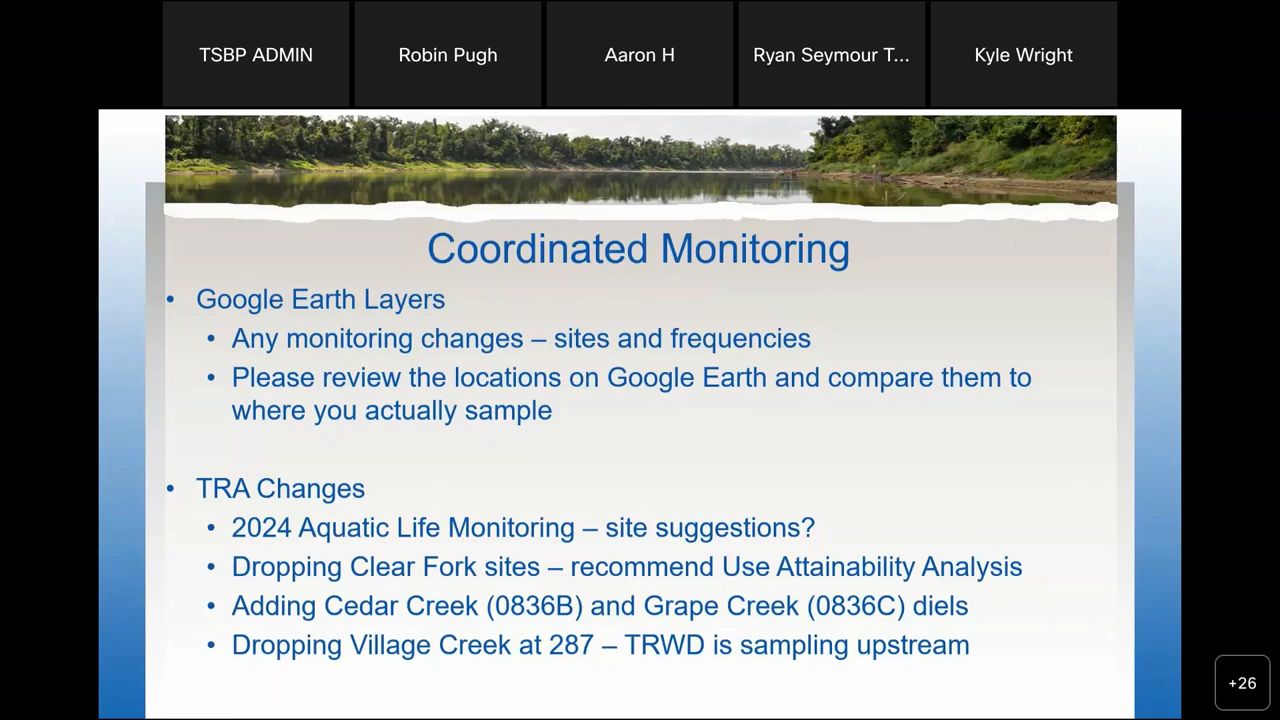 TSBP ADMIN
Robin Pugh
Aaron H
Ryan Seymour T...
Kyle Wright
Coordinated Monitoring
• Google Earth Layers
• Any monitoring changes – sites and frequencies
• Please review the locations on Google Earth and compare them to
where you actually sample
• TRA Changes
• 2024 Aquatic Life Monitoring – site suggestions?
• Dropping Clear Fork sites – recommend Use Attainability Analysis
• Adding Cedar Creek (0836B) and Grape Creek (0836C) diels
• Dropping Village Creek at 287 – TRWD is sampling upstream
+26